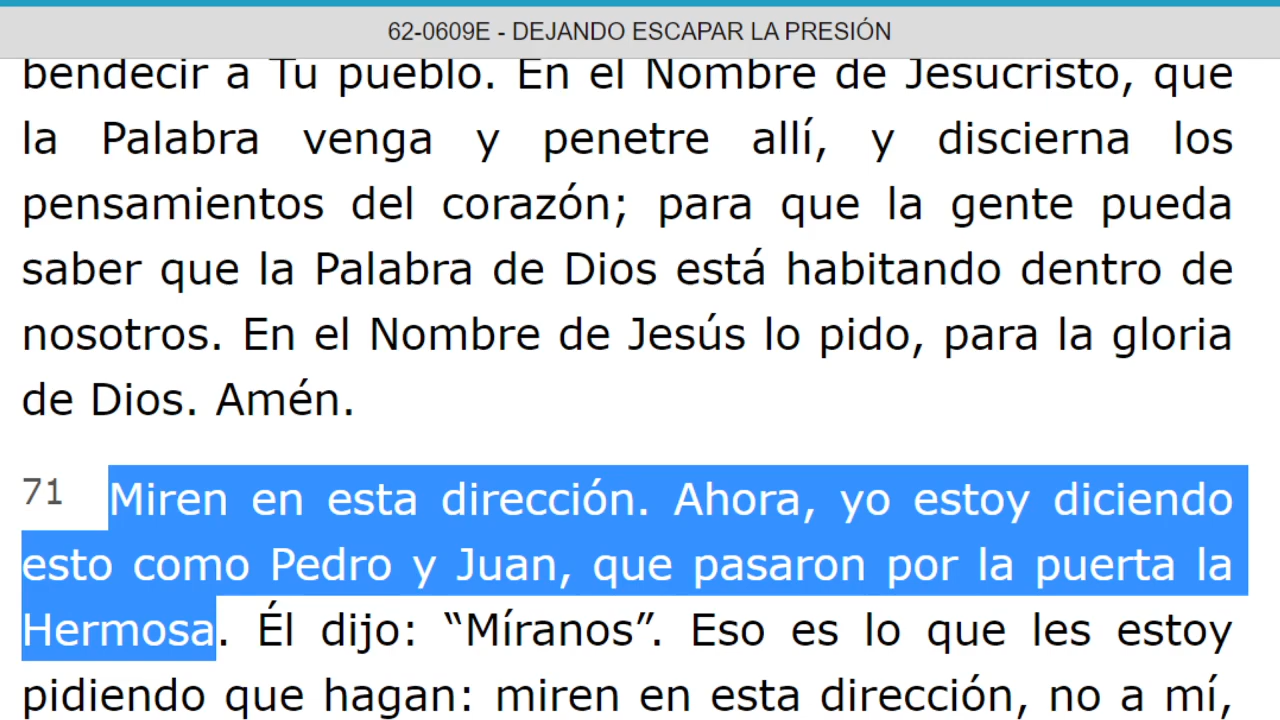 62-0609E - DEJANDO ESCAPAR LA PRESIÓN
bendecir a Tu pueblo. En el Nombre de Jesucristo, que
la Palabra venga y penetre allí, y discierna los
pensamientos del corazón; para que la gente pueda
saber que la Palabra de Dios está habitando dentro de
nosotros. En el Nombre de Jesús lo pido, para la gloria
de Dios. Amén.
71 Miren en esta dirección. Ahora, yo estoy diciendo
esto como Pedro y Juan, que pasaron por la puerta la
Hermosa. Él dijo: “Míranos”. Eso es lo que les estoy
pidiendo que hagan: miren en esta dirección, no a mí,